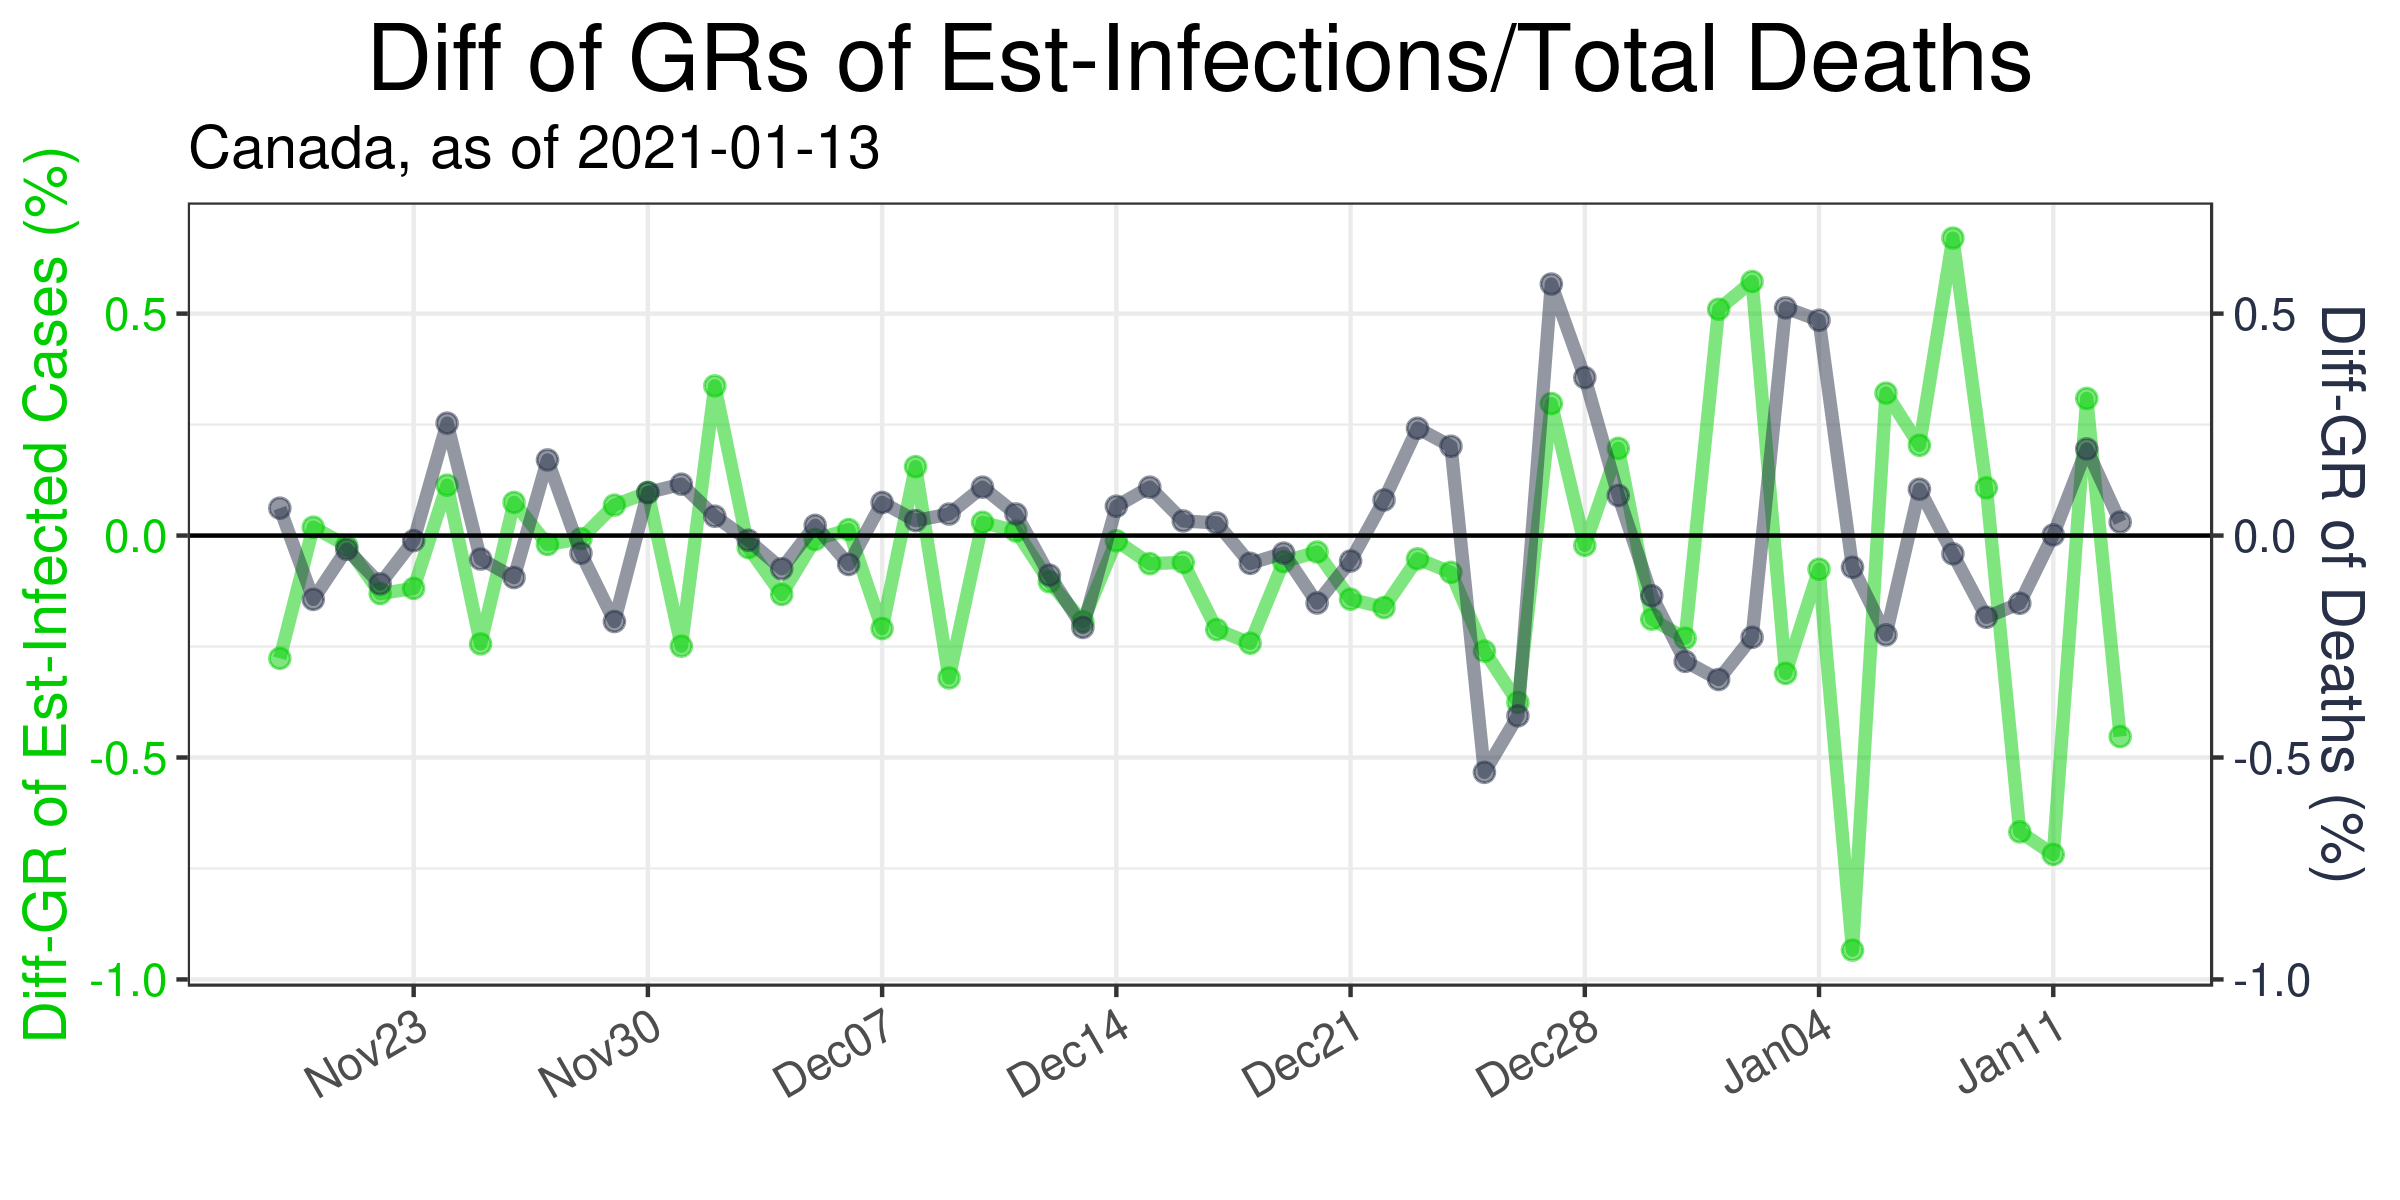 Diff of GRs of Est-Infections/Total Deaths
Canada, as of 2021-01-13
Diff-GR of Est-Infected Cases (%)
0.5
0.0
-0.5
-1.0
0.5
0.0
-0.5
-1.0
Diff-GR of Deaths (%)
Nov23
Nov30
Dec07
Dec14
Dec21
Dec28
Jan04
Jan11